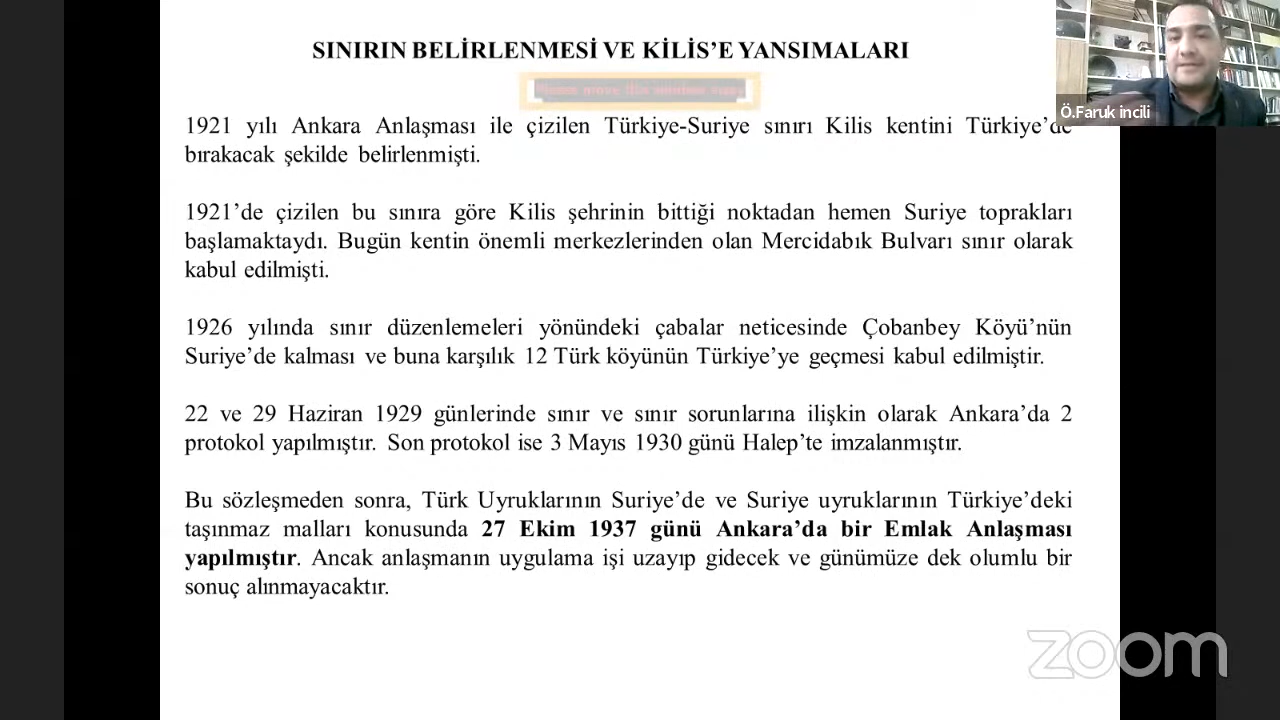 SINIRIN BELİRLENMESİ VE KİLİS’E YANSIMALARI
Ö.Faruk incili
1921 yılı Ankara Anlaşması ile çizilen Türkiye-Suriye sınırı Kilis kentini Türkiye’de
bırakacak şekilde belirlenmişti.
1921’de çizilen bu sınıra göre Kilis şehrinin bittiği noktadan hemen Suriye toprakları
başlamaktaydı. Bugün kentin önemli merkezlerinden olan Mercidabık Bulvarı sınır olarak
kabul edilmişti.
1926 yılında sınır düzenlemeleri yönündeki çabalar neticesinde Çobanbey Köyü’nün
Suriye’de kalması ve buna karşılık 12 Türk köyünün Türkiye’ye geçmesi kabul edilmiştir.
22 ve 29 Haziran 1929 günlerinde sınır ve sınır sorunlarına ilişkin olarak Ankara’da 2
protokol yapılmıştır. Son protokol ise 3 Mayıs 1930 günü Halep’te imzalanmıştır.
Bu sözleşmeden sonra, Türk Uyruklarının Suriye’de ve Suriye uyruklarının Türkiye’deki
taşınmaz malları konusunda 27 Ekim 1937 günü Ankara’da bir Emlak Anlaşması
yapılmıştır. Ancak anlaşmanın uygulama işi uzayıp gidecek ve günümüze dek olumlu bir
sonuç alınmayacaktır.
zoom